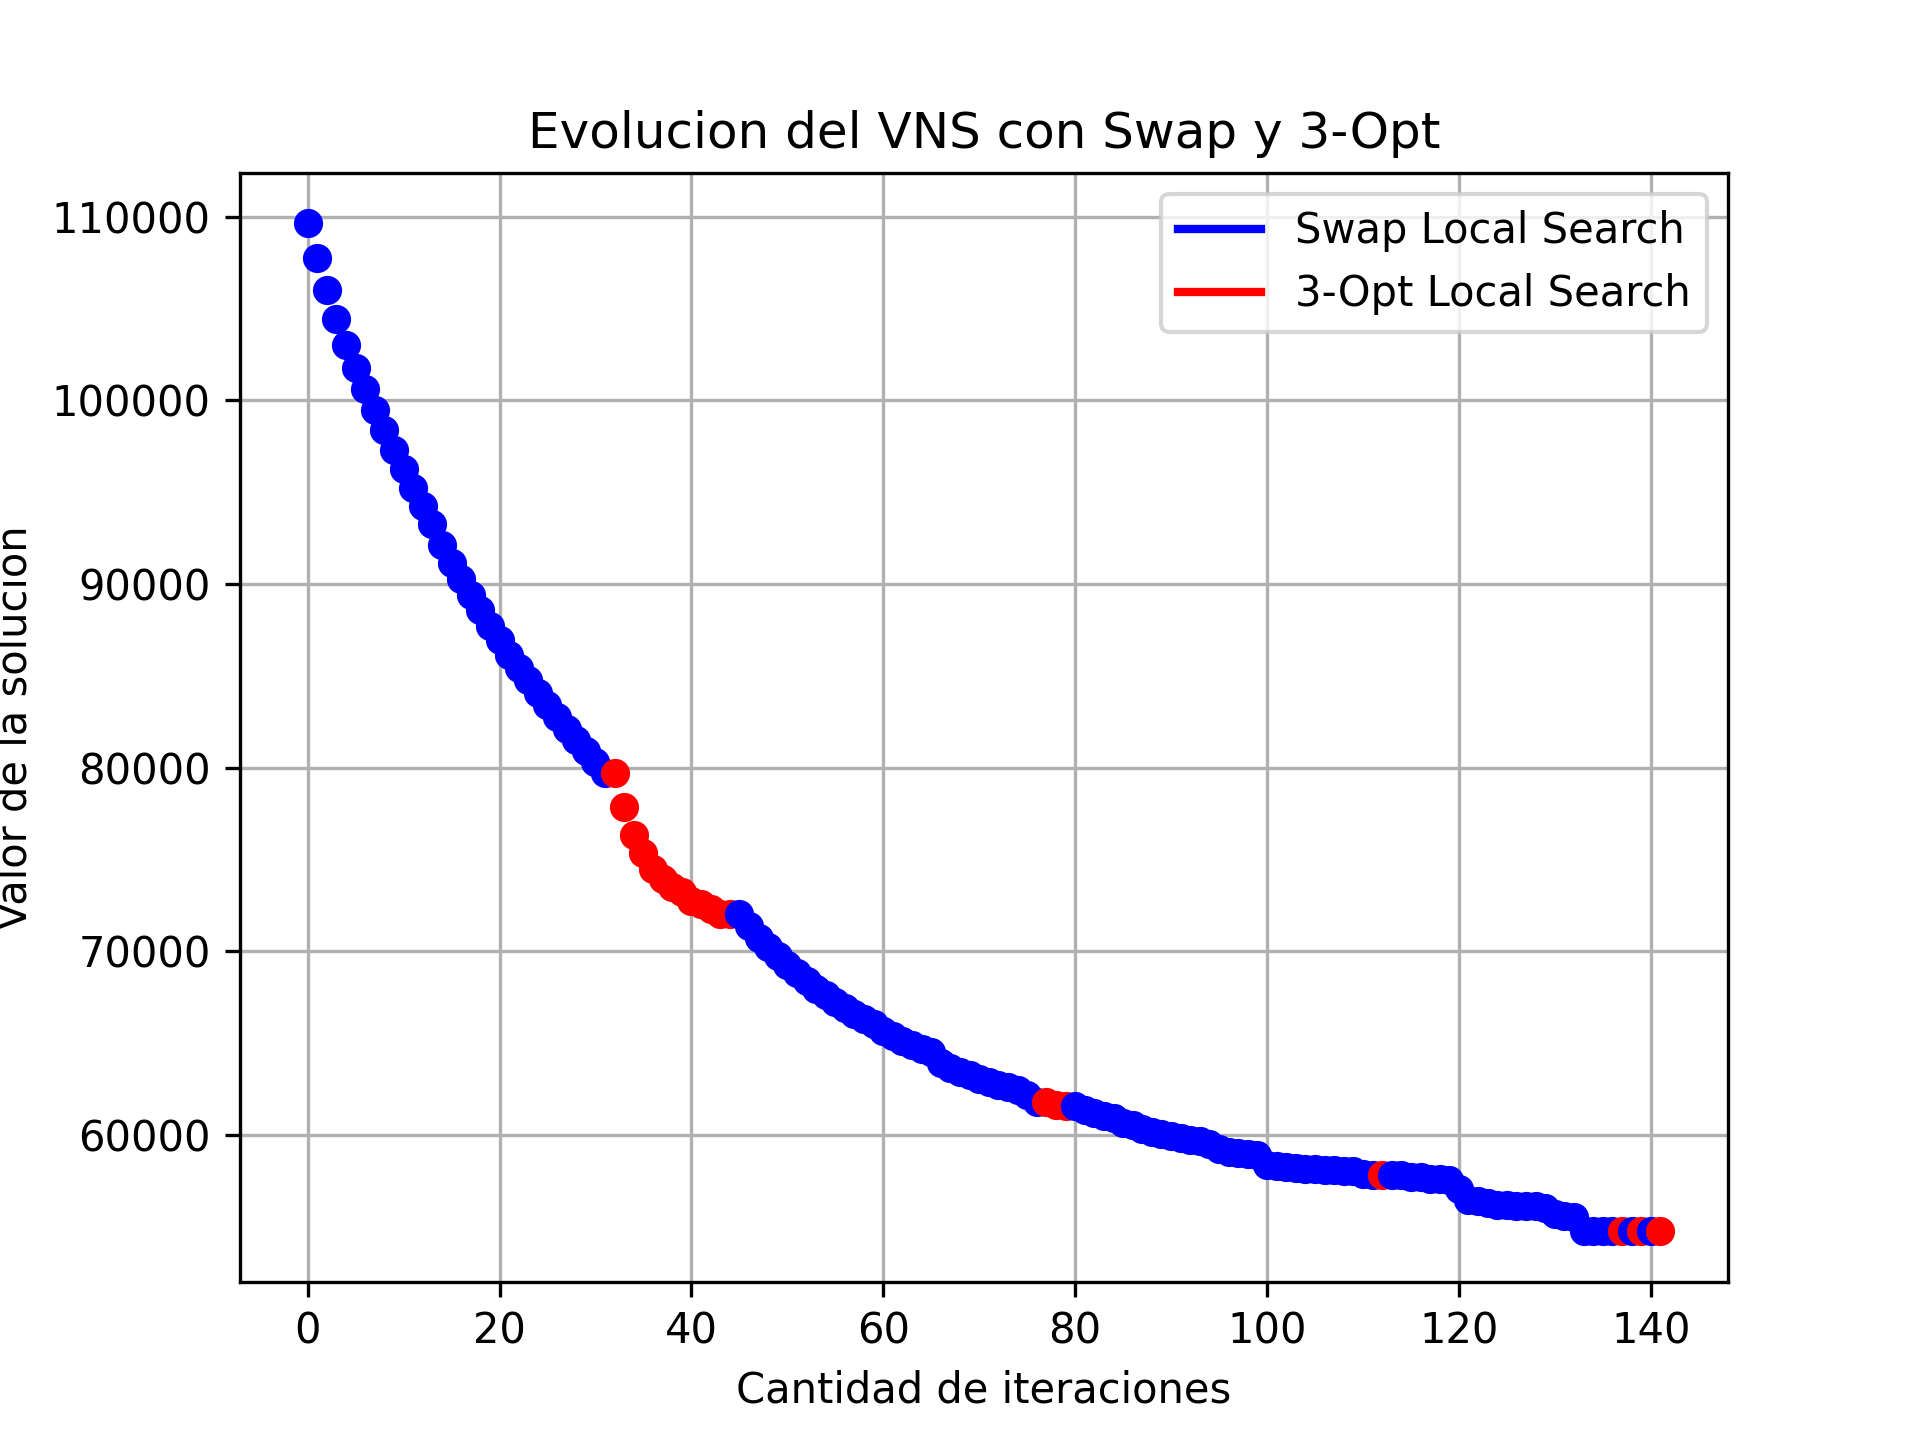 Evolucion del VNS con Swap y 3-Opt
Swap Local Search
3-Opt Local Search
Valor de la solucion
110000
100000
90000
80000
70000
60000
0 20 40 60 80 100 120 140
Cantidad de iteraciones